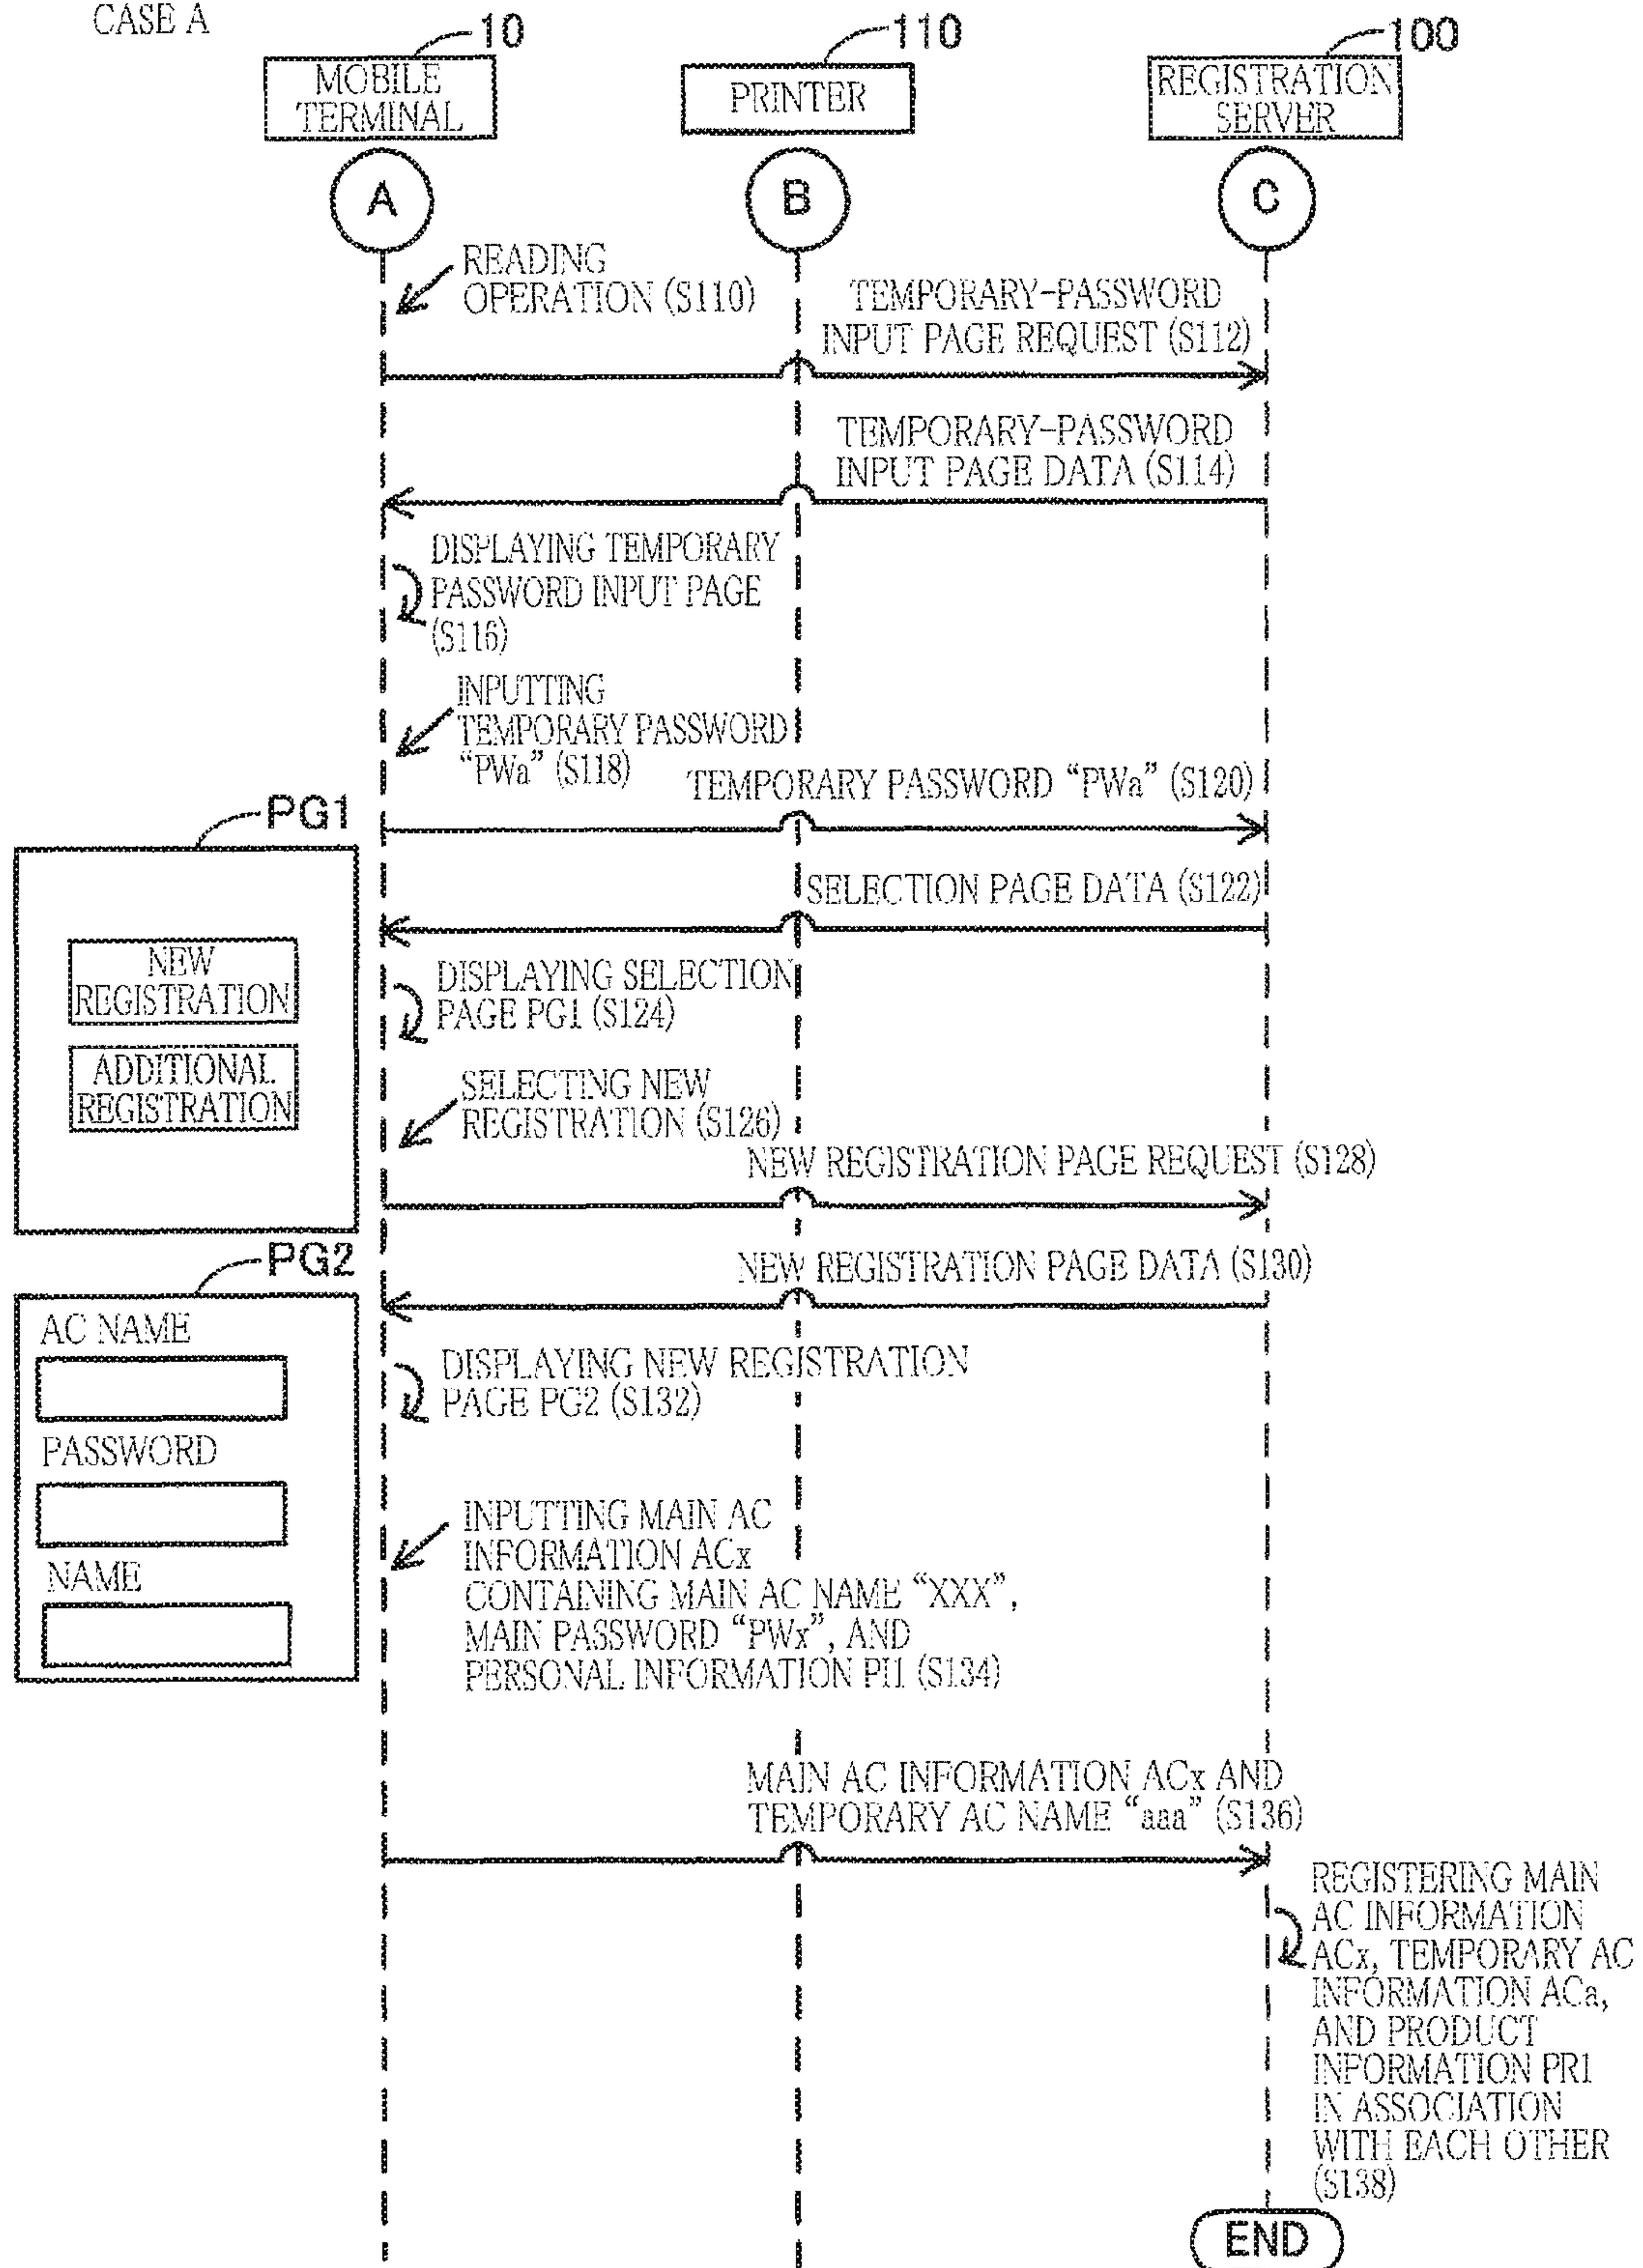 CASE A
10
110
100
MOBILE
TERMINAL
PRINTER
REGISTRATION
SERVER
A
B
C
READING
OPERATION (S110)
TEMPORARY-PASSWORD
INPUT PAGE REQUEST (S112)
TEMPORARY-PASSWORD
INPUT PAGE DATA (S114)
DISPLAYING TEMPORARY
PASSWORD INPUT PAGE
(S116)
INPUTTING
TEMPORARY PASSWORD
“PWa” (S118)
TEMPORARY PASSWORD “PWa” (S120)
PG1
SELECTION PAGE DATA (S122)
NEW
REGISTRATION
ADDITIONAL
REGISTRATION
DISPLAYING SELECTION
PAGE PG1 (S124)
SELECTING NEW
REGISTRATION (S126)
NEW REGISTRATION PAGE REQUEST (S128)
PG2
NEW REGISTRATION PAGE DATA (S130)
AC NAME
PASSWORD
NAME
DISPLAYING NEW REGISTRATION
PAGE PG2 (S132)
INPUTTING MAIN AC
INFORMATION ACx
CONTAINING MAIN AC NAME “XXX”,
MAIN PASSWORD “PWx”, AND
PERSONAL INFORMATION PI1 (S134)
MAIN AC INFORMATION ACx AND
TEMPORARY AC NAME “aaa” (S136)
REGISTERING MAIN
AC INFORMATION
ACx, TEMPORARY AC
INFORMATION ACa,
AND PRODUCT
INFORMATION PR1
IN ASSOCIATION
WITH EACH OTHER
(S138)
END